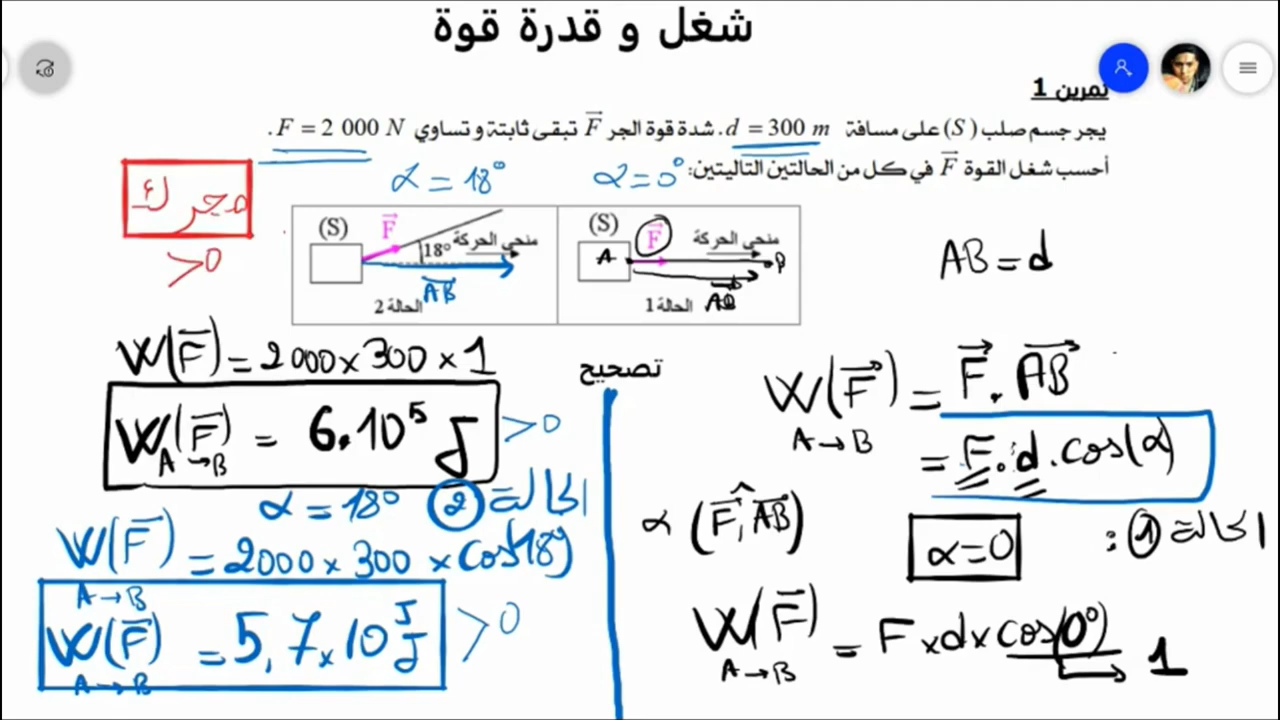 شغل و قدرة قوة
تمرين 1
يجر جسم صلب (S) على مسافة d = 300 m. شدة قوة الجر F⃗ تبقى ثابتة و تساوي F = 2 000 N .
أحسب شغل القوة F⃗ في كل من الحالتين التاليتين:
α = 0°
α = 18°
محرك
>0
(S)
F⃗
منحى الحركة
A
B
AB
الحالة 1
(S)
F⃗
18°
منحى الحركة
AB
الحالة 2
AB = d
تصحيح
W(F⃗) = F⃗ . AB⃗
A→B
= F . d . cos(α)
α (F⃗, AB⃗)
الحالة 1 :
α = 0
W(F) = F × d × cos(0°)
A→B
1
W(F) = 2000 × 300 × 1
W(F) = 6.10⁵ J >0
A→B
الحالة 2
α = 18°
W(F) = 2000 × 300 × cos(18)
A→B
W(F) = 5,7 × 10⁵ J >0
A→B